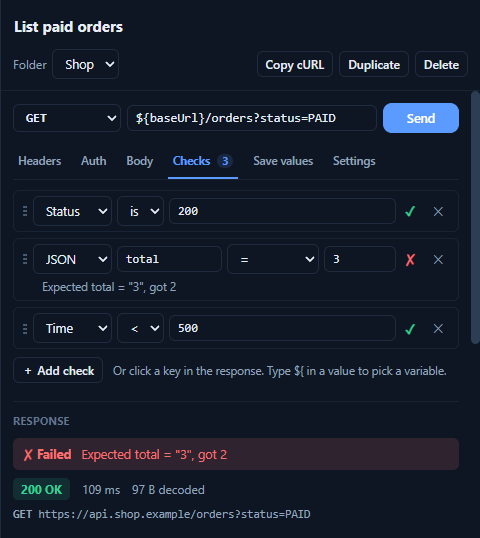 List paid orders
Folder Shop Copy cURL Duplicate Delete
GET ${baseUrl}/orders?status=PAID Send
Headers Auth Body Checks 3 Save values Settings
Status is 200 ✓ ✕
JSON total = 3 ✗ ✕
Expected total = "3", got 2
Time < 500 ✓ ✕
+ Add check Or click a key in the response. Type ${ in a value to pick a variable.
RESPONSE
✗ Failed Expected total = "3", got 2
200 OK 109 ms 97 B decoded
GET https://api.shop.example/orders?status=PAID